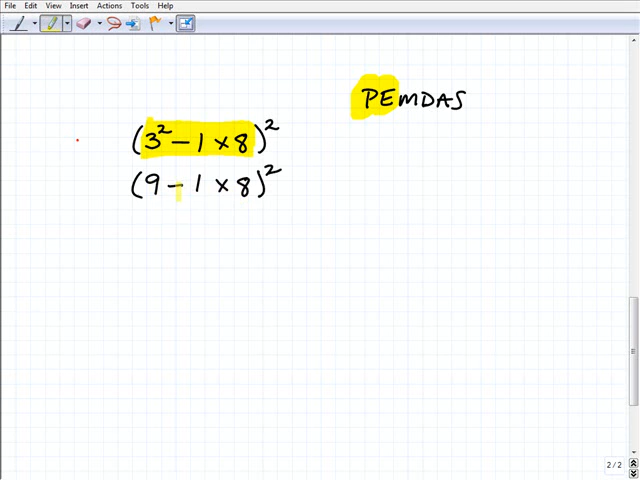 File Edit View Insert Actions Tools Help
PEMDAS
(3² − 1 × 8)²
(9 − 1 × 8)²
2/2